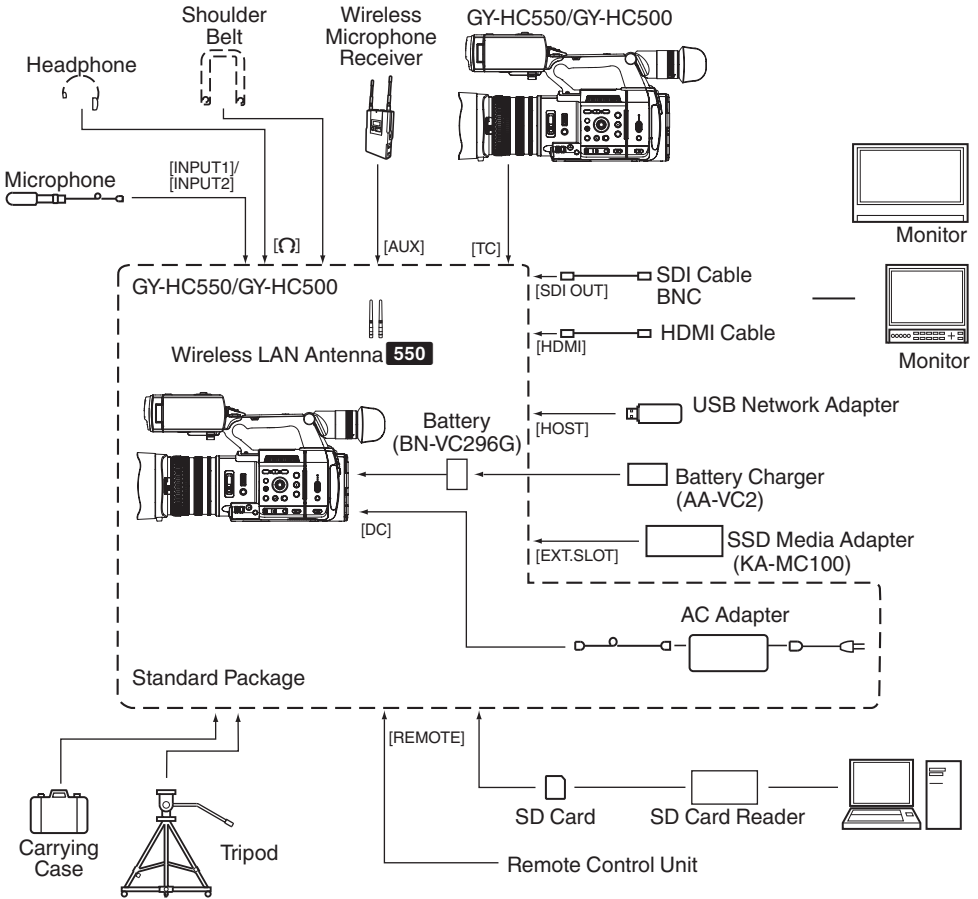 Shoulder
Belt
Wireless
Microphone
Receiver
GY-HC550/GY-HC500
Headphone
[INPUT1]/
[INPUT2]
Microphone
[AUX]
[TC]
Monitor
GY-HC550/GY-HC500
SDI Cable
BNC
[SDI OUT]
HDMI Cable
[HDMI]
Monitor
Wireless LAN Antenna 550
USB Network Adapter
[HOST]
Battery
(BN-VC296G)
Battery Charger
(AA-VC2)
[DC]
SSD Media Adapter
(KA-MC100)
[EXT.SLOT]
AC Adapter
Standard Package
[REMOTE]
SD Card
SD Card Reader
Carrying
Case
Tripod
Remote Control Unit